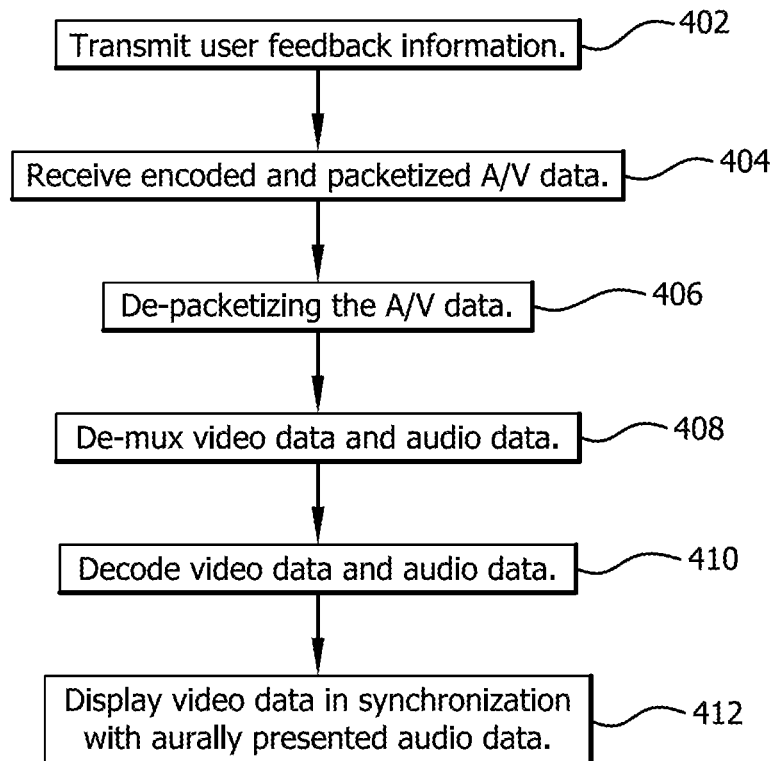 Transmit user feedback information.
402
Receive encoded and packetized A/V data.
404
De-packetizing the A/V data.
406
De-mux video data and audio data.
408
Decode video data and audio data.
410
Display video data in synchronization
with aurally presented audio data.
412